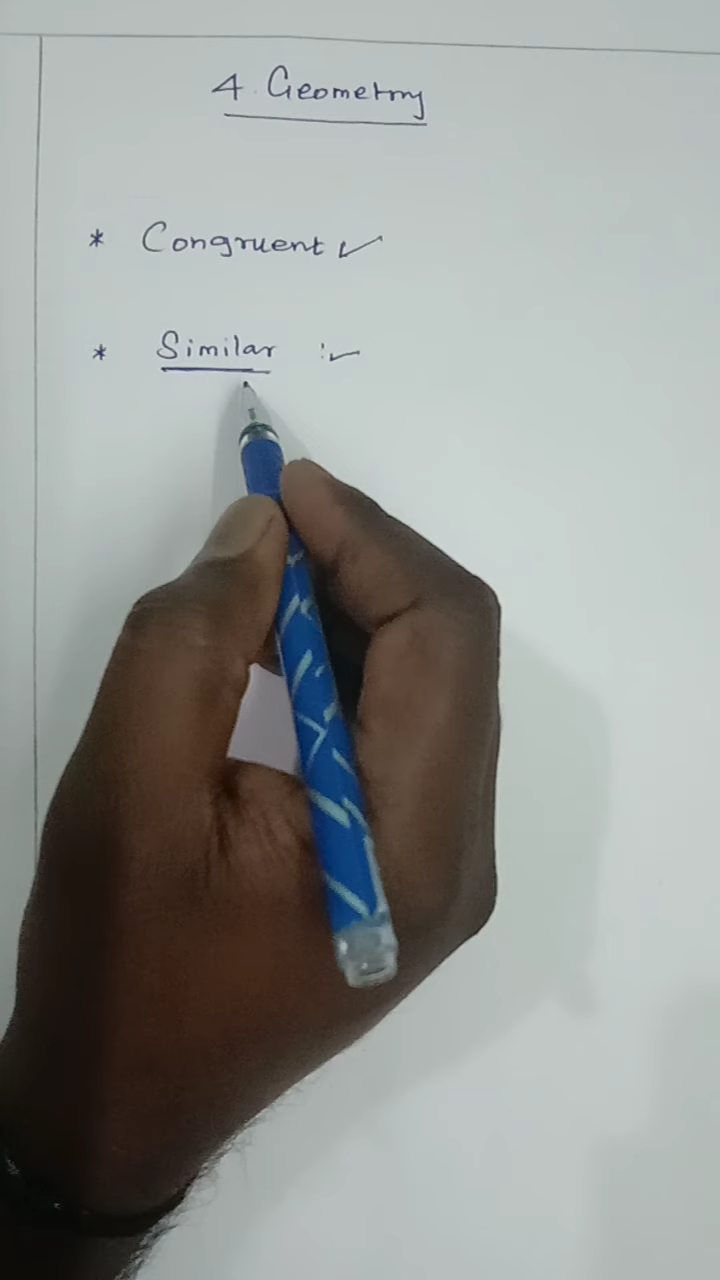 4. Geometry
* Congruent ✓
* Similar :✓